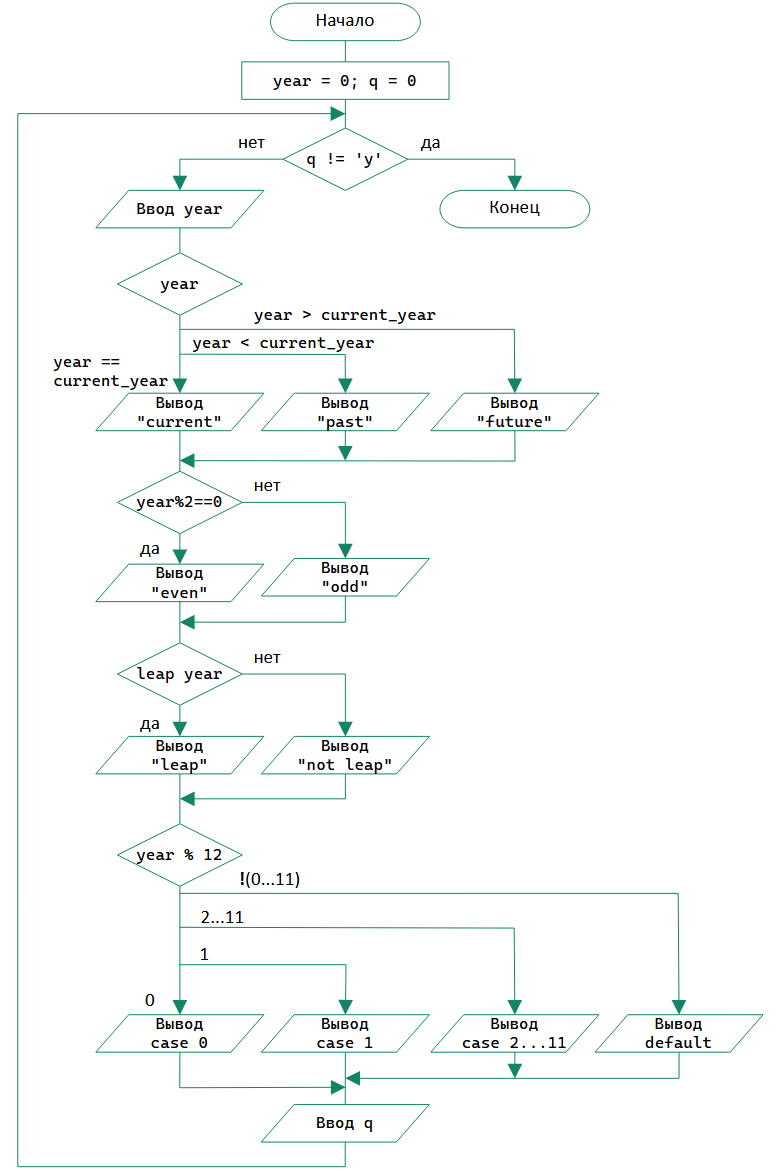 Начало
year = 0; q = 0
нет
да
q != 'y'
Ввод year
Конец
year
year > current_year
year < current_year
year ==
current_year
Вывод
"current"
Вывод
"past"
Вывод
"future"
year%2==0
нет
да
Вывод
"even"
Вывод
"odd"
leap year
нет
да
Вывод
"leap"
Вывод
"not leap"
year % 12
!(0...11)
2...11
1
0
Вывод
case 0
Вывод
case 1
Вывод
case 2...11
Вывод
default
Ввод q